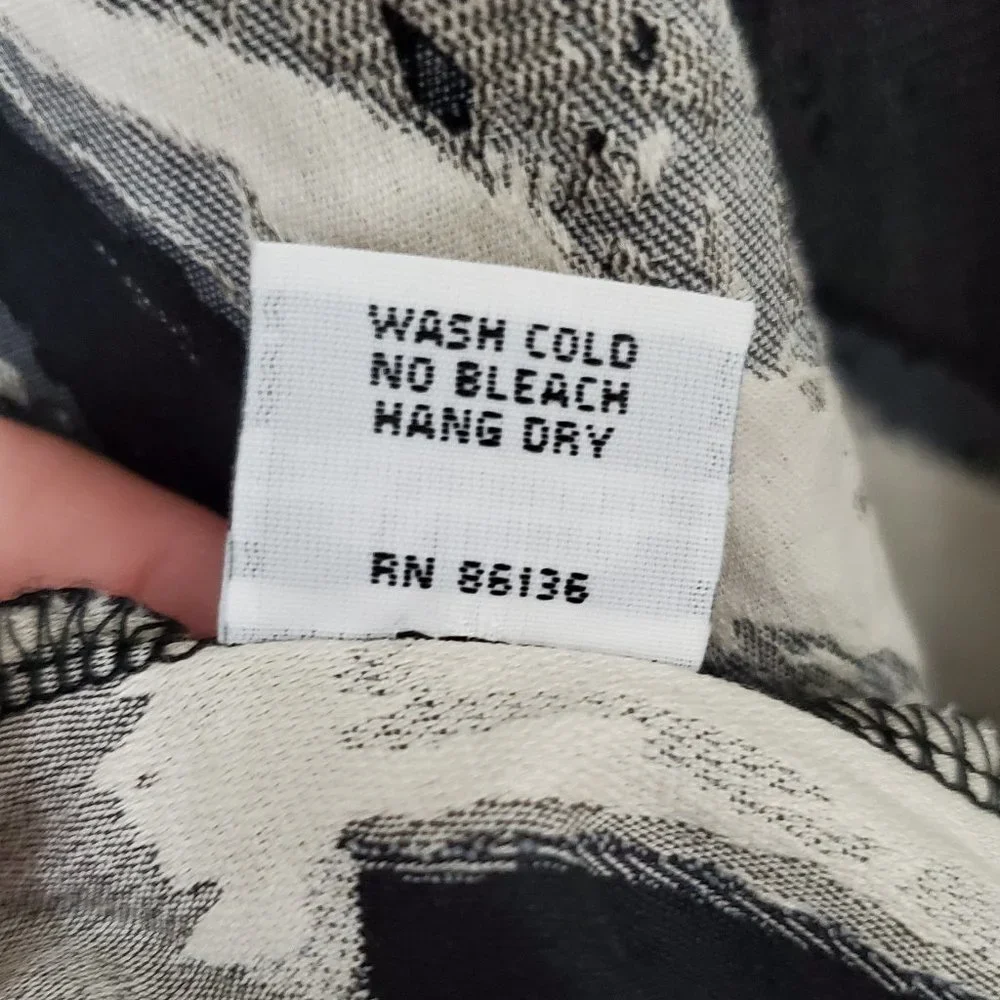 WASH COLD
NO BLEACH
HANG DRY
RN 86136